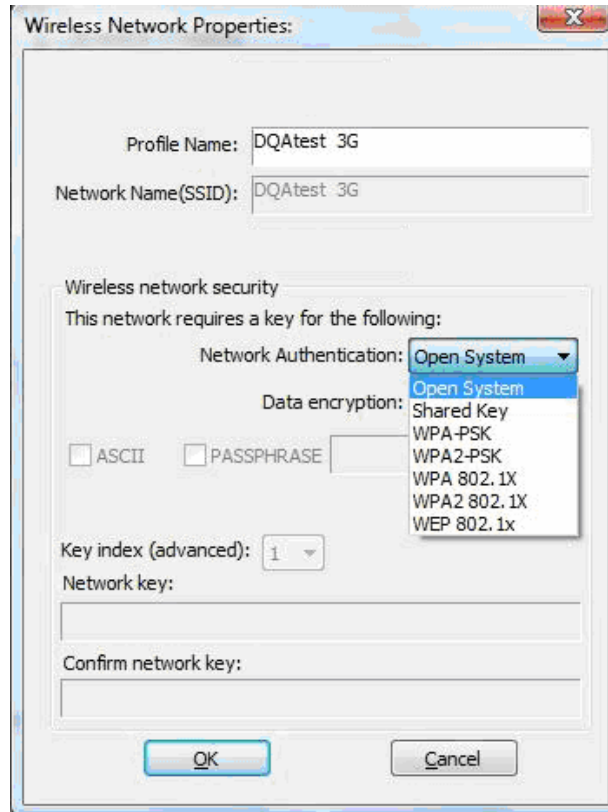 Wireless Network Properties:
Profile Name: DQAtest 3G
Network Name(SSID): DQAtest 3G
Wireless network security
This network requires a key for the following:
Network Authentication: Open System
Open System
Data encryption:
Shared Key
WPA-PSK
WPA2-PSK
ASCII PASSPHRASE
WPA 802.1X
WPA2 802.1X
WEP 802.1x
Key index (advanced): 1
Network key:
Confirm network key:
OK Cancel